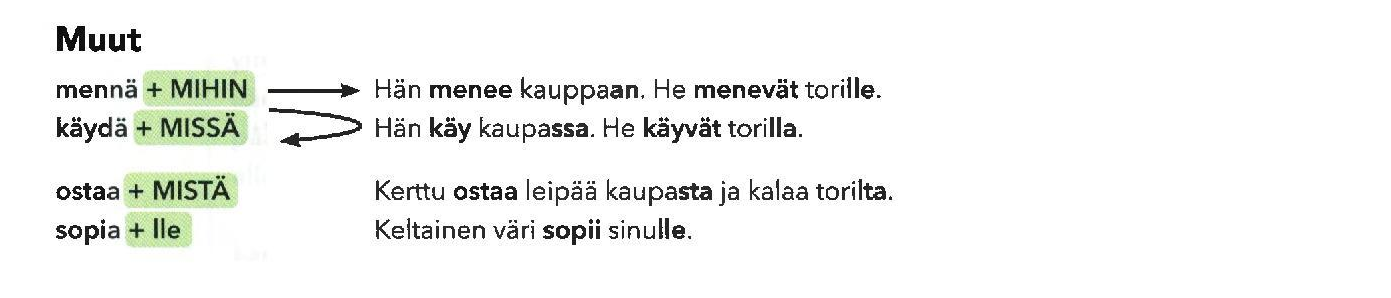 Muut
mennä + MIHIN Hän menee kauppaan. He menevät torille.
käydä + MISSÄ Hän käy kaupassa. He käyvät torilla.
ostaa + MISTÄ Kerttu ostaa leipää kaupasta ja kalaa torilta.
sopia + lle Keltainen väri sopii sinulle.